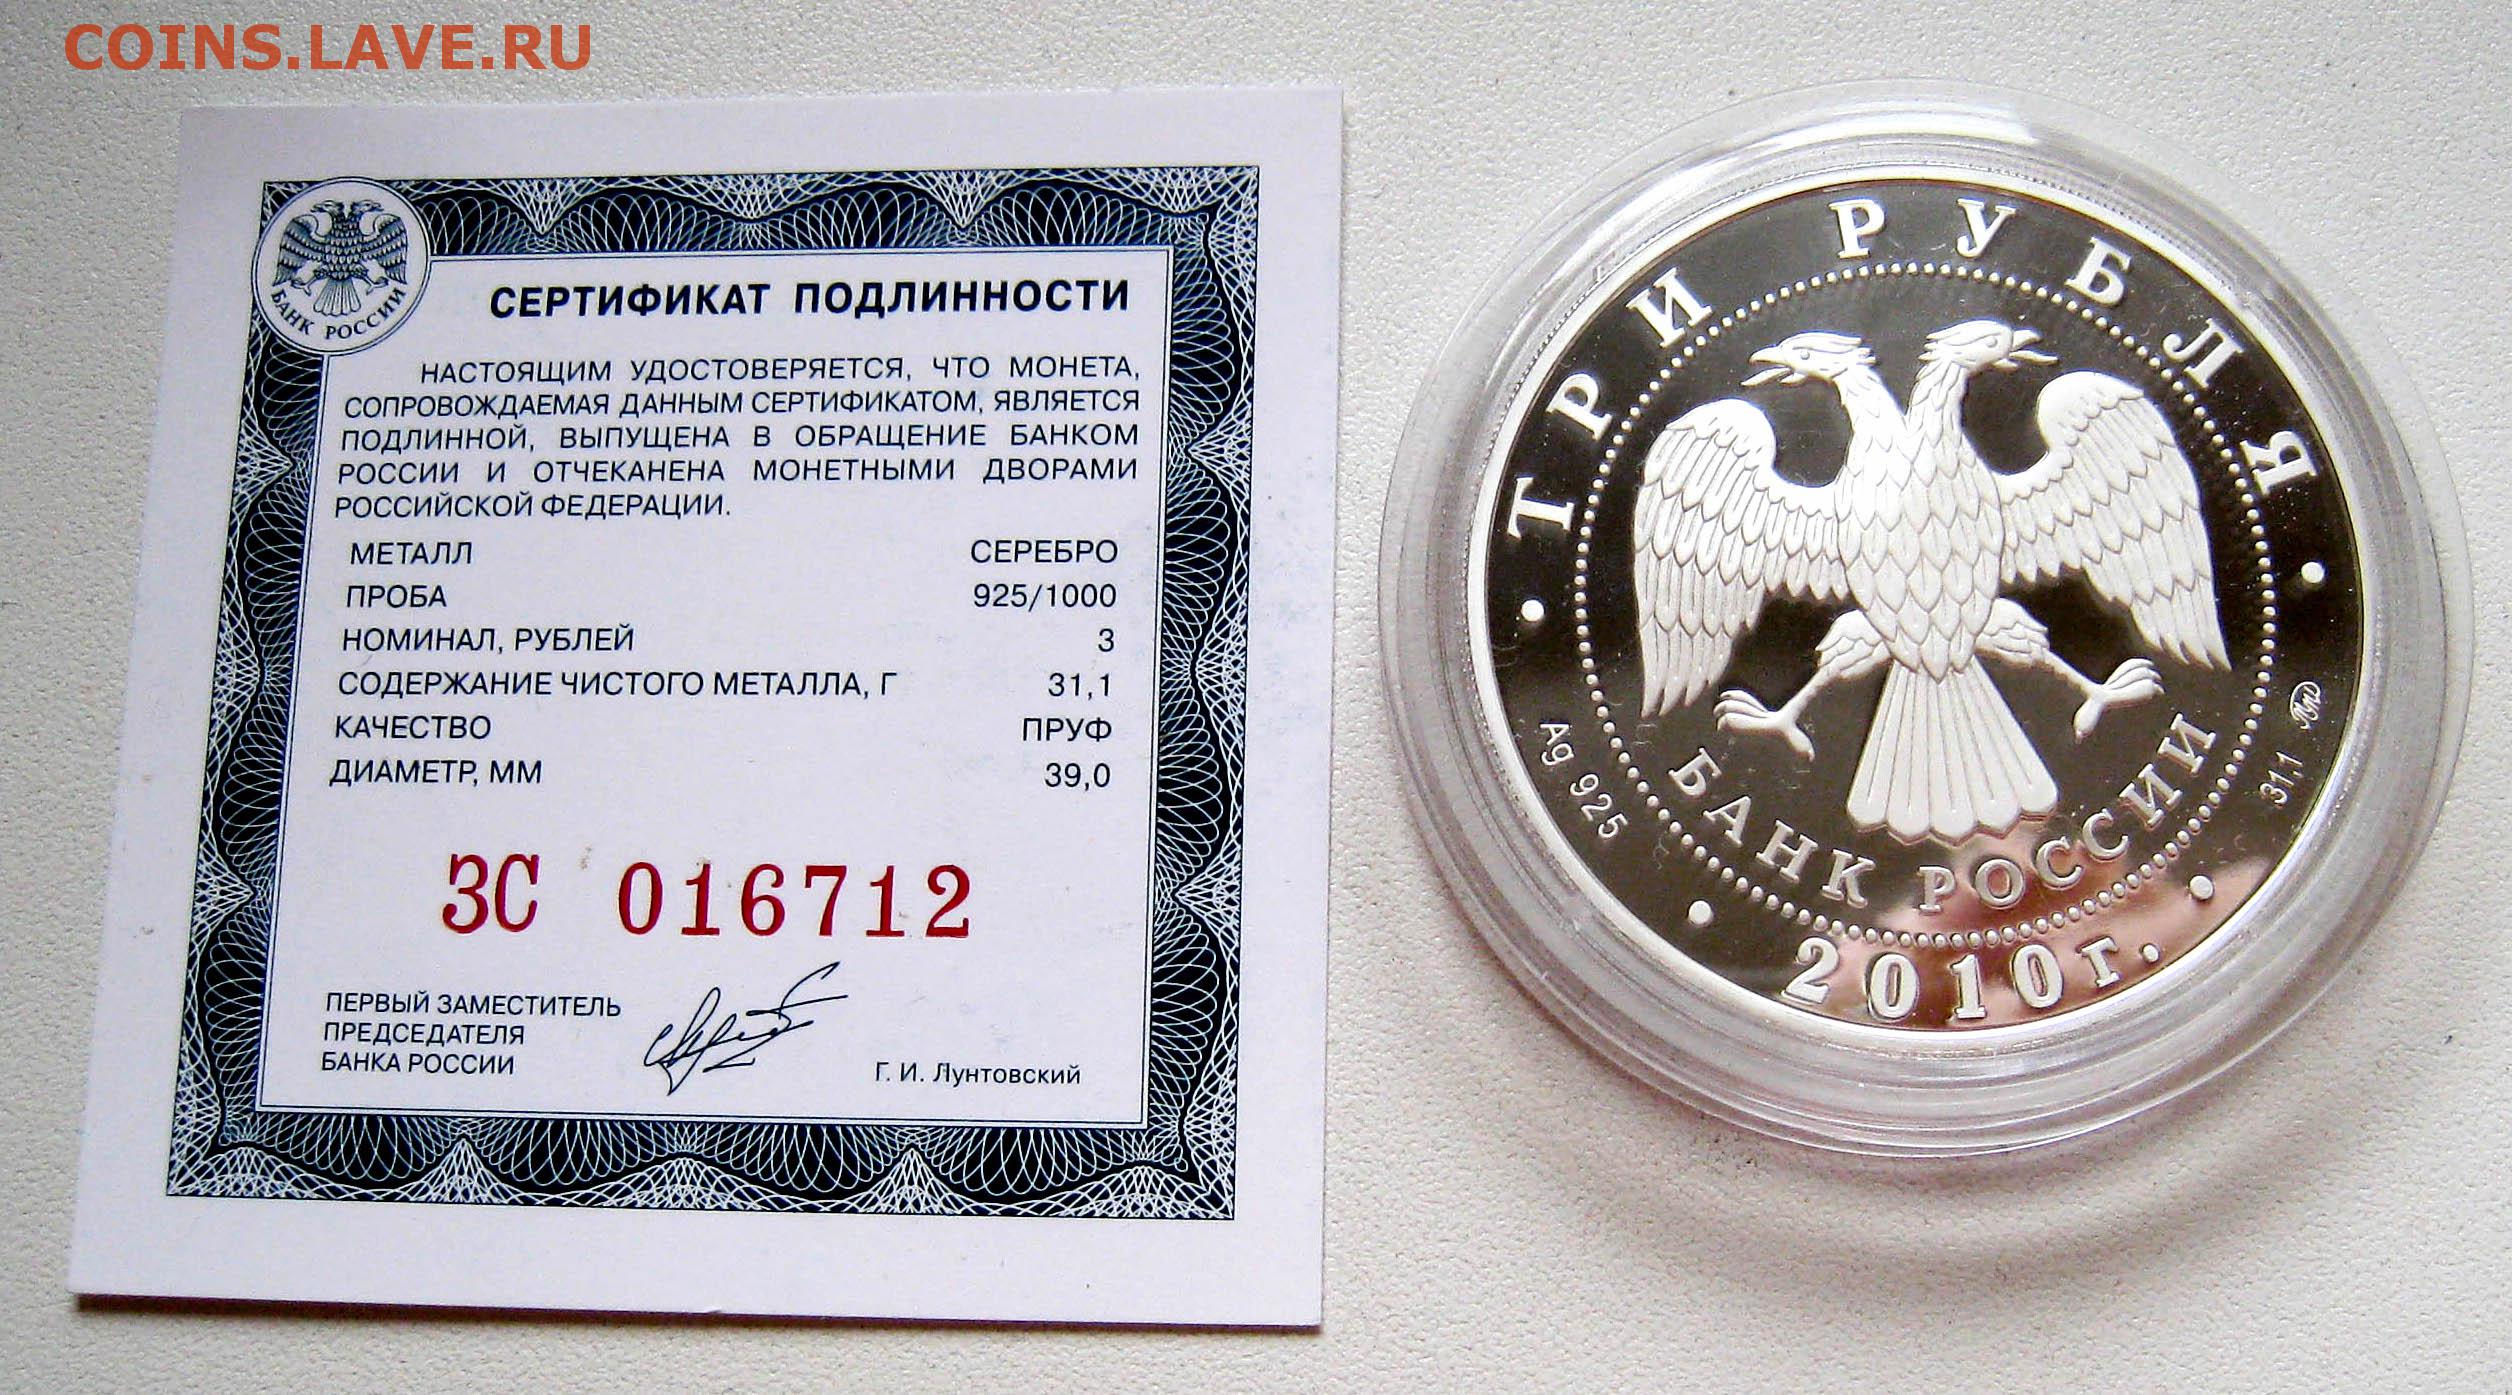 COINS.LAVE.RU
БАНК РОССИИ
СЕРТИФИКАТ ПОДЛИННОСТИ
НАСТОЯЩИМ УДОСТОВЕРЯЕТСЯ, ЧТО МОНЕТА,
СОПРОВОЖДАЕМАЯ ДАННЫМ СЕРТИФИКАТОМ, ЯВЛЯЕТСЯ
ПОДЛИННОЙ, ВЫПУЩЕНА В ОБРАЩЕНИЕ БАНКОМ
РОССИИ И ОТЧЕКАНЕНА МОНЕТНЫМИ ДВОРАМИ
РОССИЙСКОЙ ФЕДЕРАЦИИ.
МЕТАЛЛ СЕРЕБРО
ПРОБА 925/1000
НОМИНАЛ, РУБЛЕЙ 3
СОДЕРЖАНИЕ ЧИСТОГО МЕТАЛЛА, Г 31,1
КАЧЕСТВО ПРУФ
ДИАМЕТР, ММ 39,0
ЗС 016712
ПЕРВЫЙ ЗАМЕСТИТЕЛЬ
ПРЕДСЕДАТЕЛЯ
БАНКА РОССИИ
Г. И. Лунтовский
ТРИ РУБЛЯ
Ag 925
БАНК РОССИИ
31,1
2010 г.